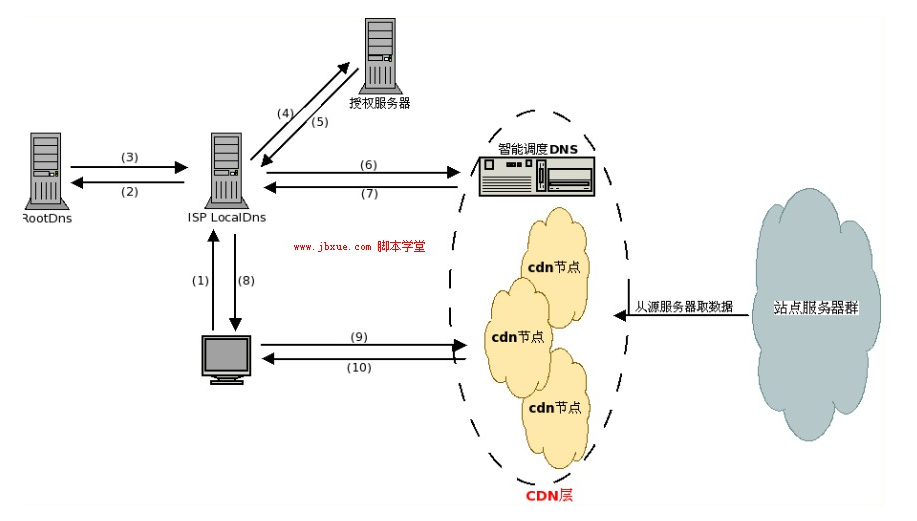 授权服务器
(4)
(5)
智能调度DNS
(3)
(6)
(2)
(7)
RootDns
ISP LocalDns
www.jbxue.com 脚本学堂
cdn节点
(1)
(8)
从源服务器取数据
站点服务器群
cdn节点
(9)
(10)
cdn节点
CDN层